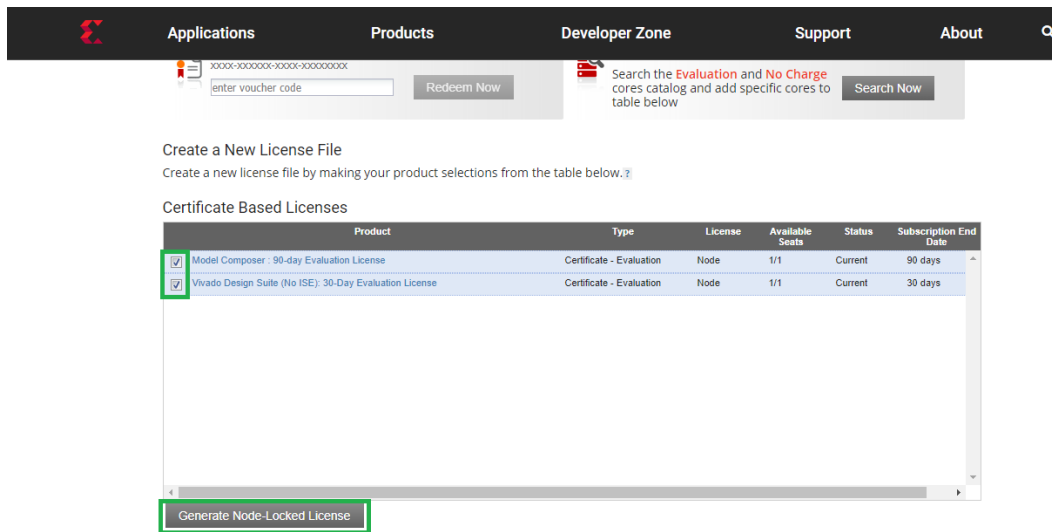 Applications Products Developer Zone Support About
xxxx-xxxxxx-xxxx-xxxxxxxx
enter voucher code Redeem Now
Search the Evaluation and No Charge
cores catalog and add specific cores to
table below
Search Now
Create a New License File
Create a new license file by making your product selections from the table below. ?
Certificate Based Licenses
Product Type License Available Seats Status Subscription End Date
Model Composer : 90-day Evaluation License Certificate - Evaluation Node 1/1 Current 90 days
Vivado Design Suite (No ISE): 30-Day Evaluation License Certificate - Evaluation Node 1/1 Current 30 days
Generate Node-Locked License